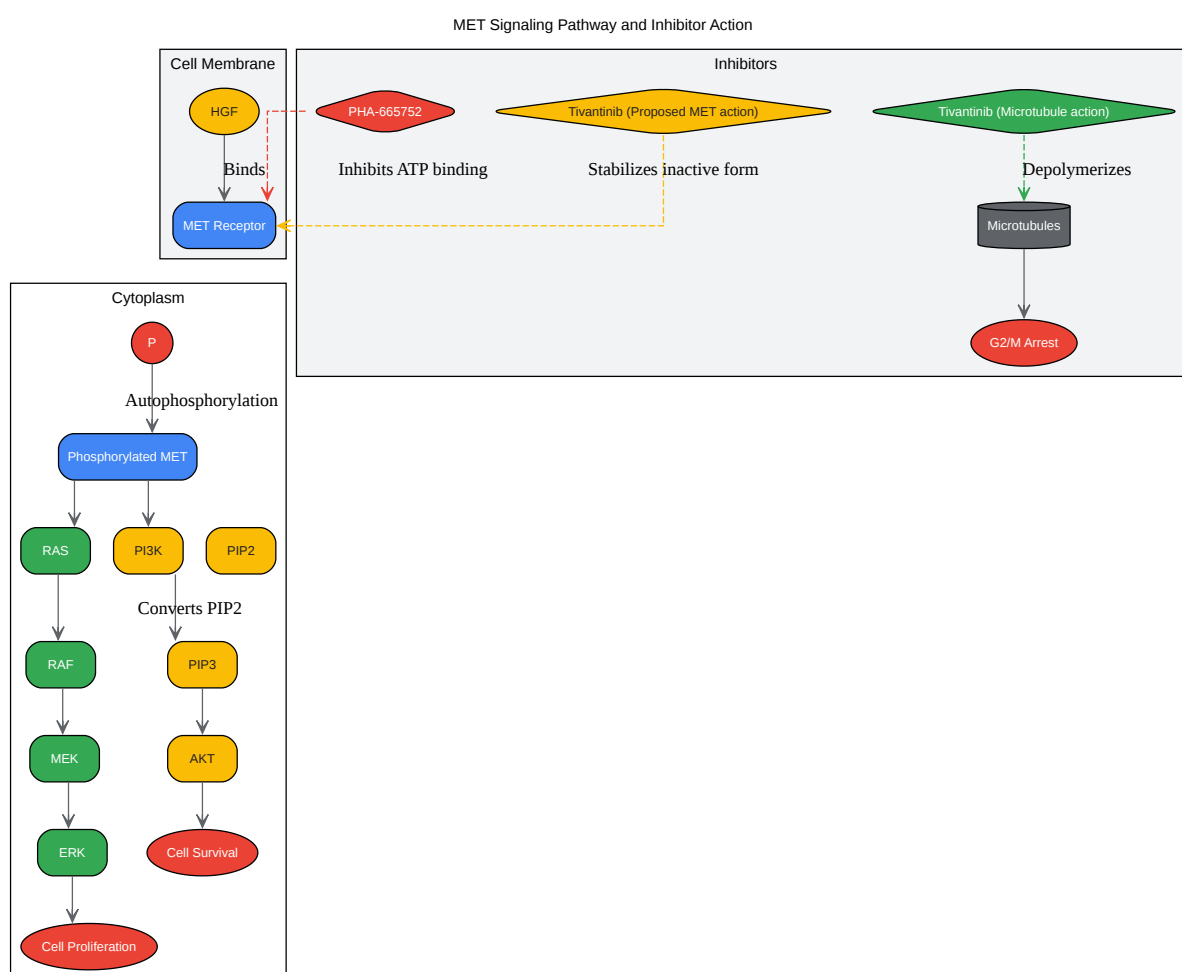 MET Signaling Pathway and Inhibitor Action
Cell Membrane
HGF
Binds
MET Receptor
Inhibitors
PHA-665752
Tivantinib (Proposed MET action)
Tivantinib (Microtubule action)
Inhibits ATP binding
Stabilizes inactive form
Depolymerizes
Microtubules
G2/M Arrest
Cytoplasm
P
Autophosphorylation
Phosphorylated MET
RAS
PI3K
PIP2
Converts PIP2
RAF
PIP3
MEK
AKT
ERK
Cell Survival
Cell Proliferation